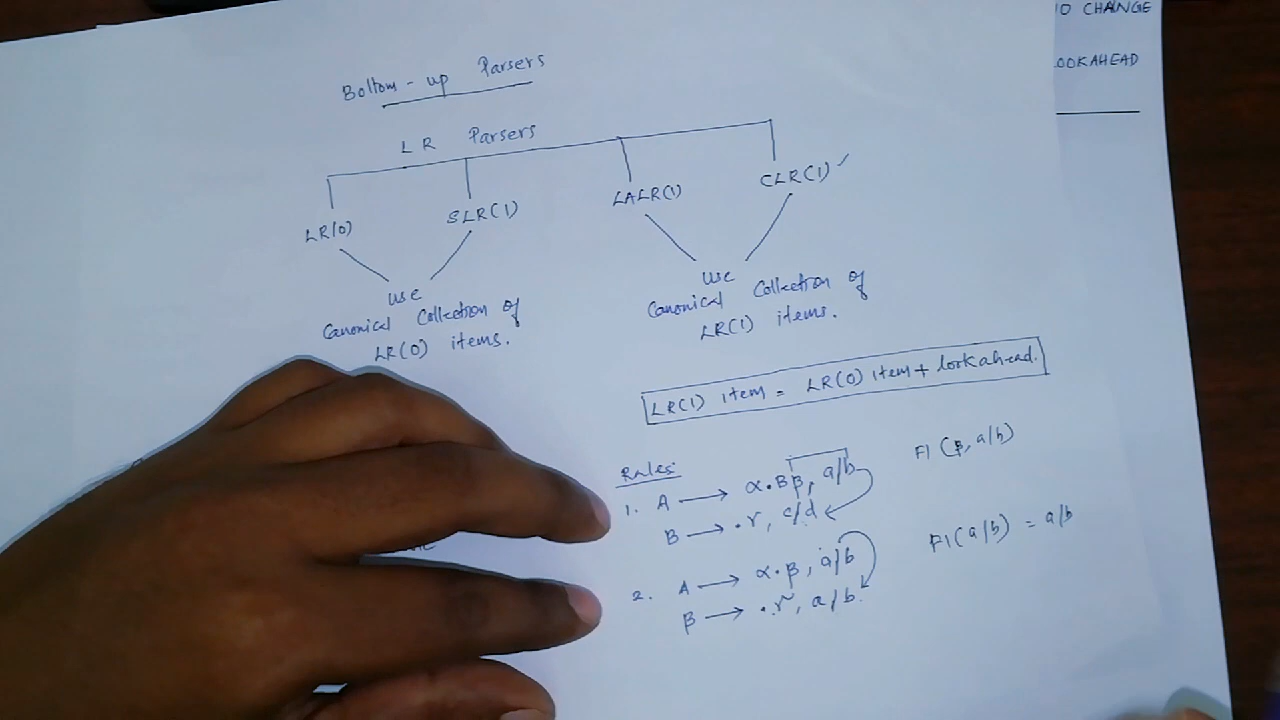 IO CHANGE
OOKAHEAD
Bottom-up Parsers
LR Parsers
LR(0)
SLR(1)
LALR(1)
CLR(1) ✓
Use
Canonical Collection of
LR(0) items.
Use
Canonical Collection of
LR(1) items.
LR(1) item = LR(0) item + lookahead.
Rules
1. A → α.Bβ, a/b
FI (β, a/b)
B → .r, c/d
2. A → α.β, a/b
FI(a/b) = a/b
β → .r, a/b.